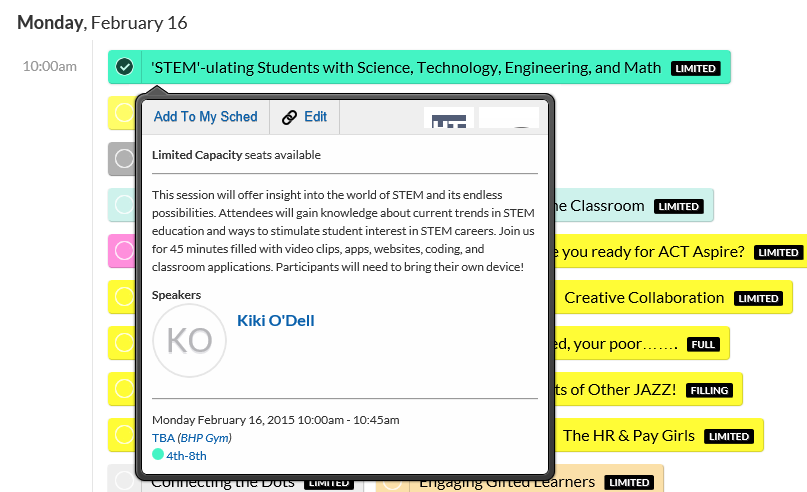 Monday, February 16
10:00am
'STEM'-ulating Students with Science, Technology, Engineering, and Math LIMITED
Add To My Sched Edit
Limited Capacity seats available
This session will offer insight into the world of STEM and its endless
possibilities. Attendees will gain knowledge about current trends in STEM
education and ways to stimulate student interest in STEM careers. Join us
for 45 minutes filled with video clips, apps, websites, coding, and
classroom applications. Participants will need to bring their own device!
Speakers
KO
Kiki O'Dell
Monday February 16, 2015 10:00am - 10:45am
TBA (BHP Gym)
4th-8th
Classroom LIMITED
you ready for ACT Aspire? LIMITED
Creative Collaboration LIMITED
your poor....... FULL
of Other JAZZ! FILLING
The HR & Pay Girls LIMITED
Connecting the Dots LIMITED
Engaging Gifted Learners LIMITED